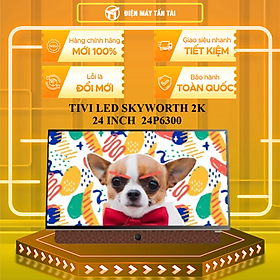 ĐIỆN MÁY TẤN TÀI
Hàng chính hãng
MỚI 100%
Giao siêu nhanh
TIẾT KIỆM
Lỗi là
ĐỔI MỚI
Bảo hành
TOÀN QUỐC
TIVI LED SKYWORTH 2K
24 INCH 24P6300